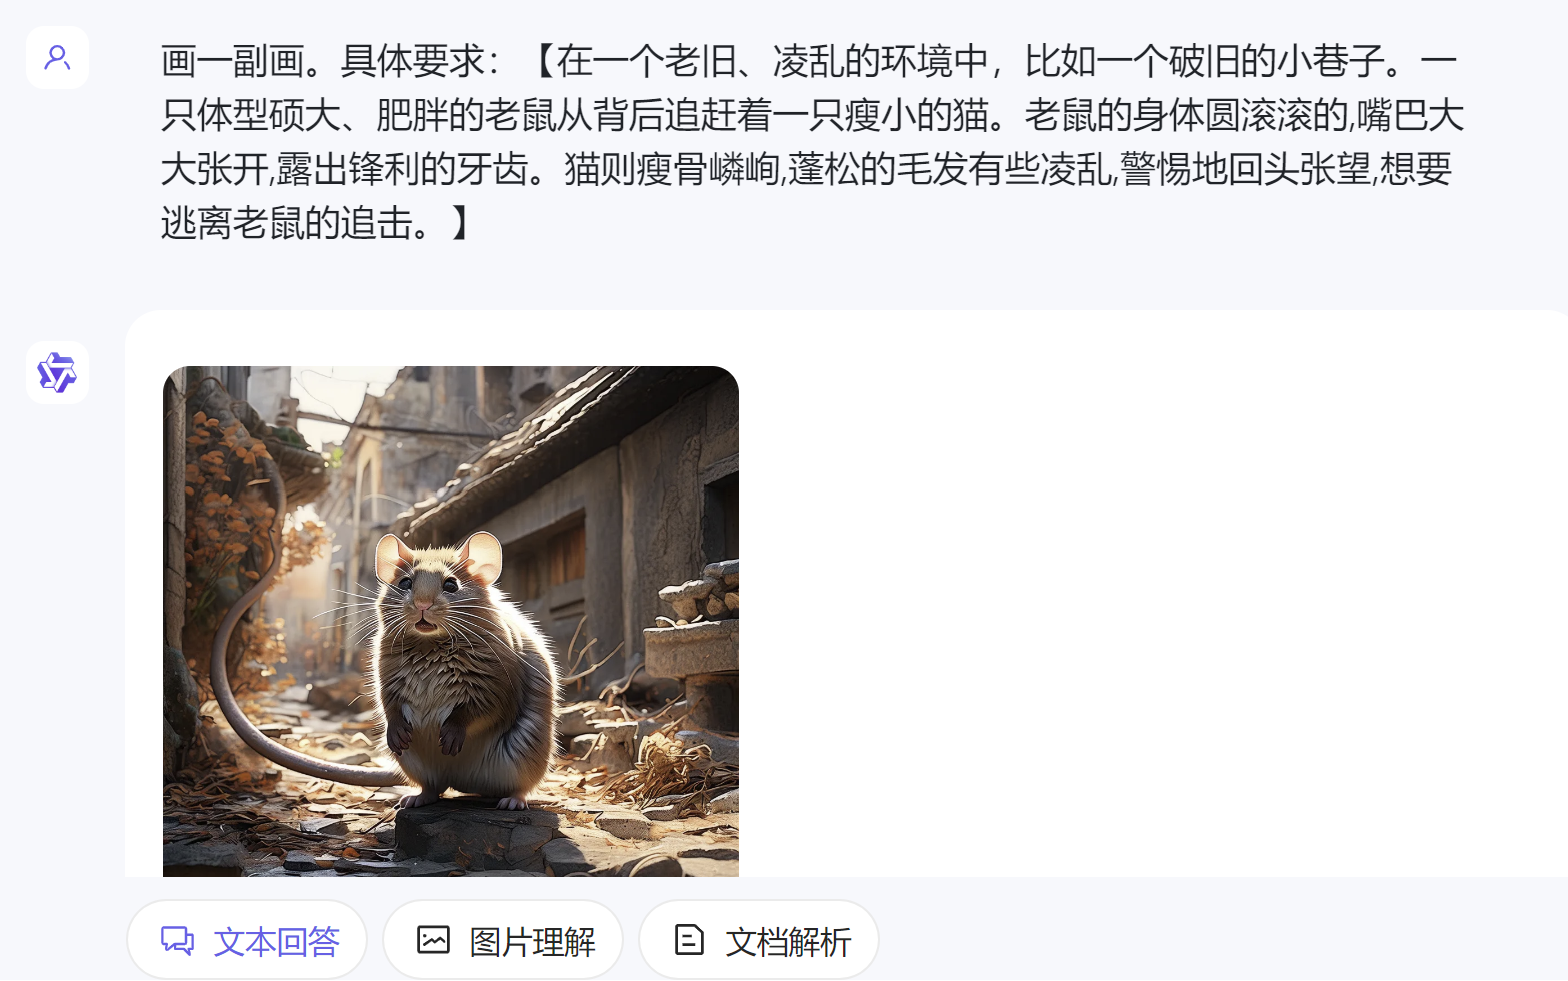 画一副画。具体要求：【在一个老旧、凌乱的环境中，比如一个破旧的小巷子。一
只体型硕大、肥胖的老鼠从背后追赶着一只瘦小的猫。老鼠的身体圆滚滚的,嘴巴大
大张开,露出锋利的牙齿。猫则瘦骨嶙峋,蓬松的毛发有些凌乱,警惕地回头张望,想要
逃离老鼠的追击。】
文本回答
图片理解
文档解析